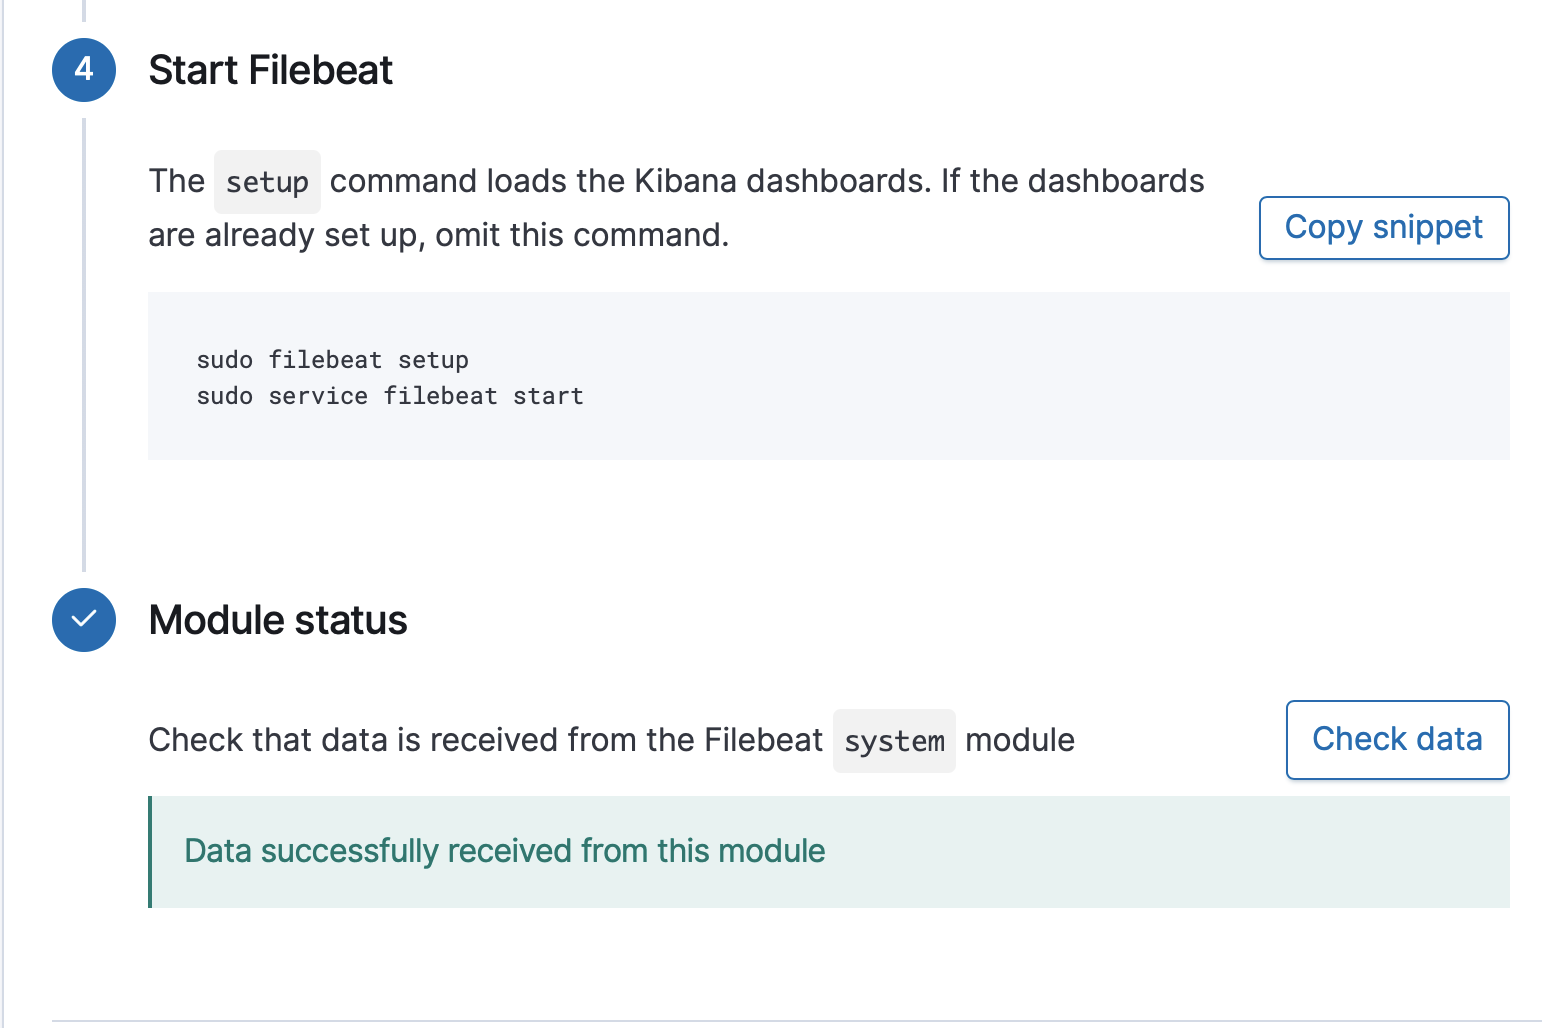 4
Start Filebeat
The setup command loads the Kibana dashboards. If the dashboards
are already set up, omit this command.
Copy snippet
sudo filebeat setup
sudo service filebeat start
Module status
Check that data is received from the Filebeat system module
Check data
Data successfully received from this module